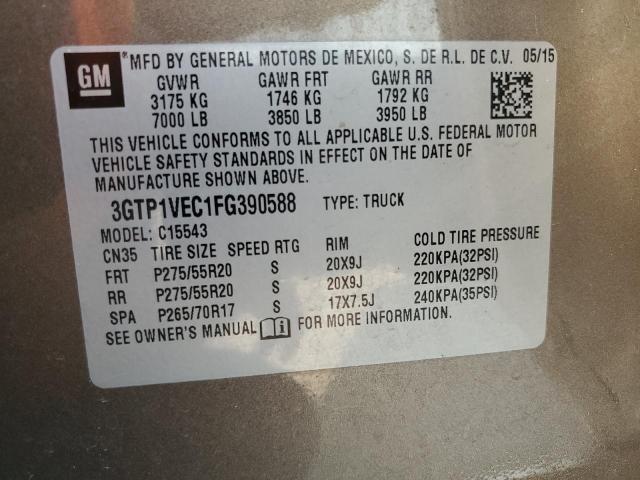 GM *MFD BY GENERAL MOTORS DE MEXICO, S. DE R.L. DE C.V. 05/15
GVWR GAWR FRT GAWR RR
3175 KG 1746 KG 1792 KG
7000 LB 3850 LB 3950 LB
THIS VEHICLE CONFORMS TO ALL APPLICABLE U.S. FEDERAL MOTOR
VEHICLE SAFETY STANDARDS IN EFFECT ON THE DATE OF
MANUFACTURE SHOWN ABOVE.
3GTP1VEC1FG390588 TYPE: TRUCK
MODEL: C15543
CN35 TIRE SIZE SPEED RTG RIM COLD TIRE PRESSURE
FRT P275/55R20 S 20X9J 220KPA(32PSI)
RR P275/55R20 S 20X9J 220KPA(32PSI)
SPA P265/70R17 S 17X7.5J 240KPA(35PSI)
SEE OWNER'S MANUAL FOR MORE INFORMATION.